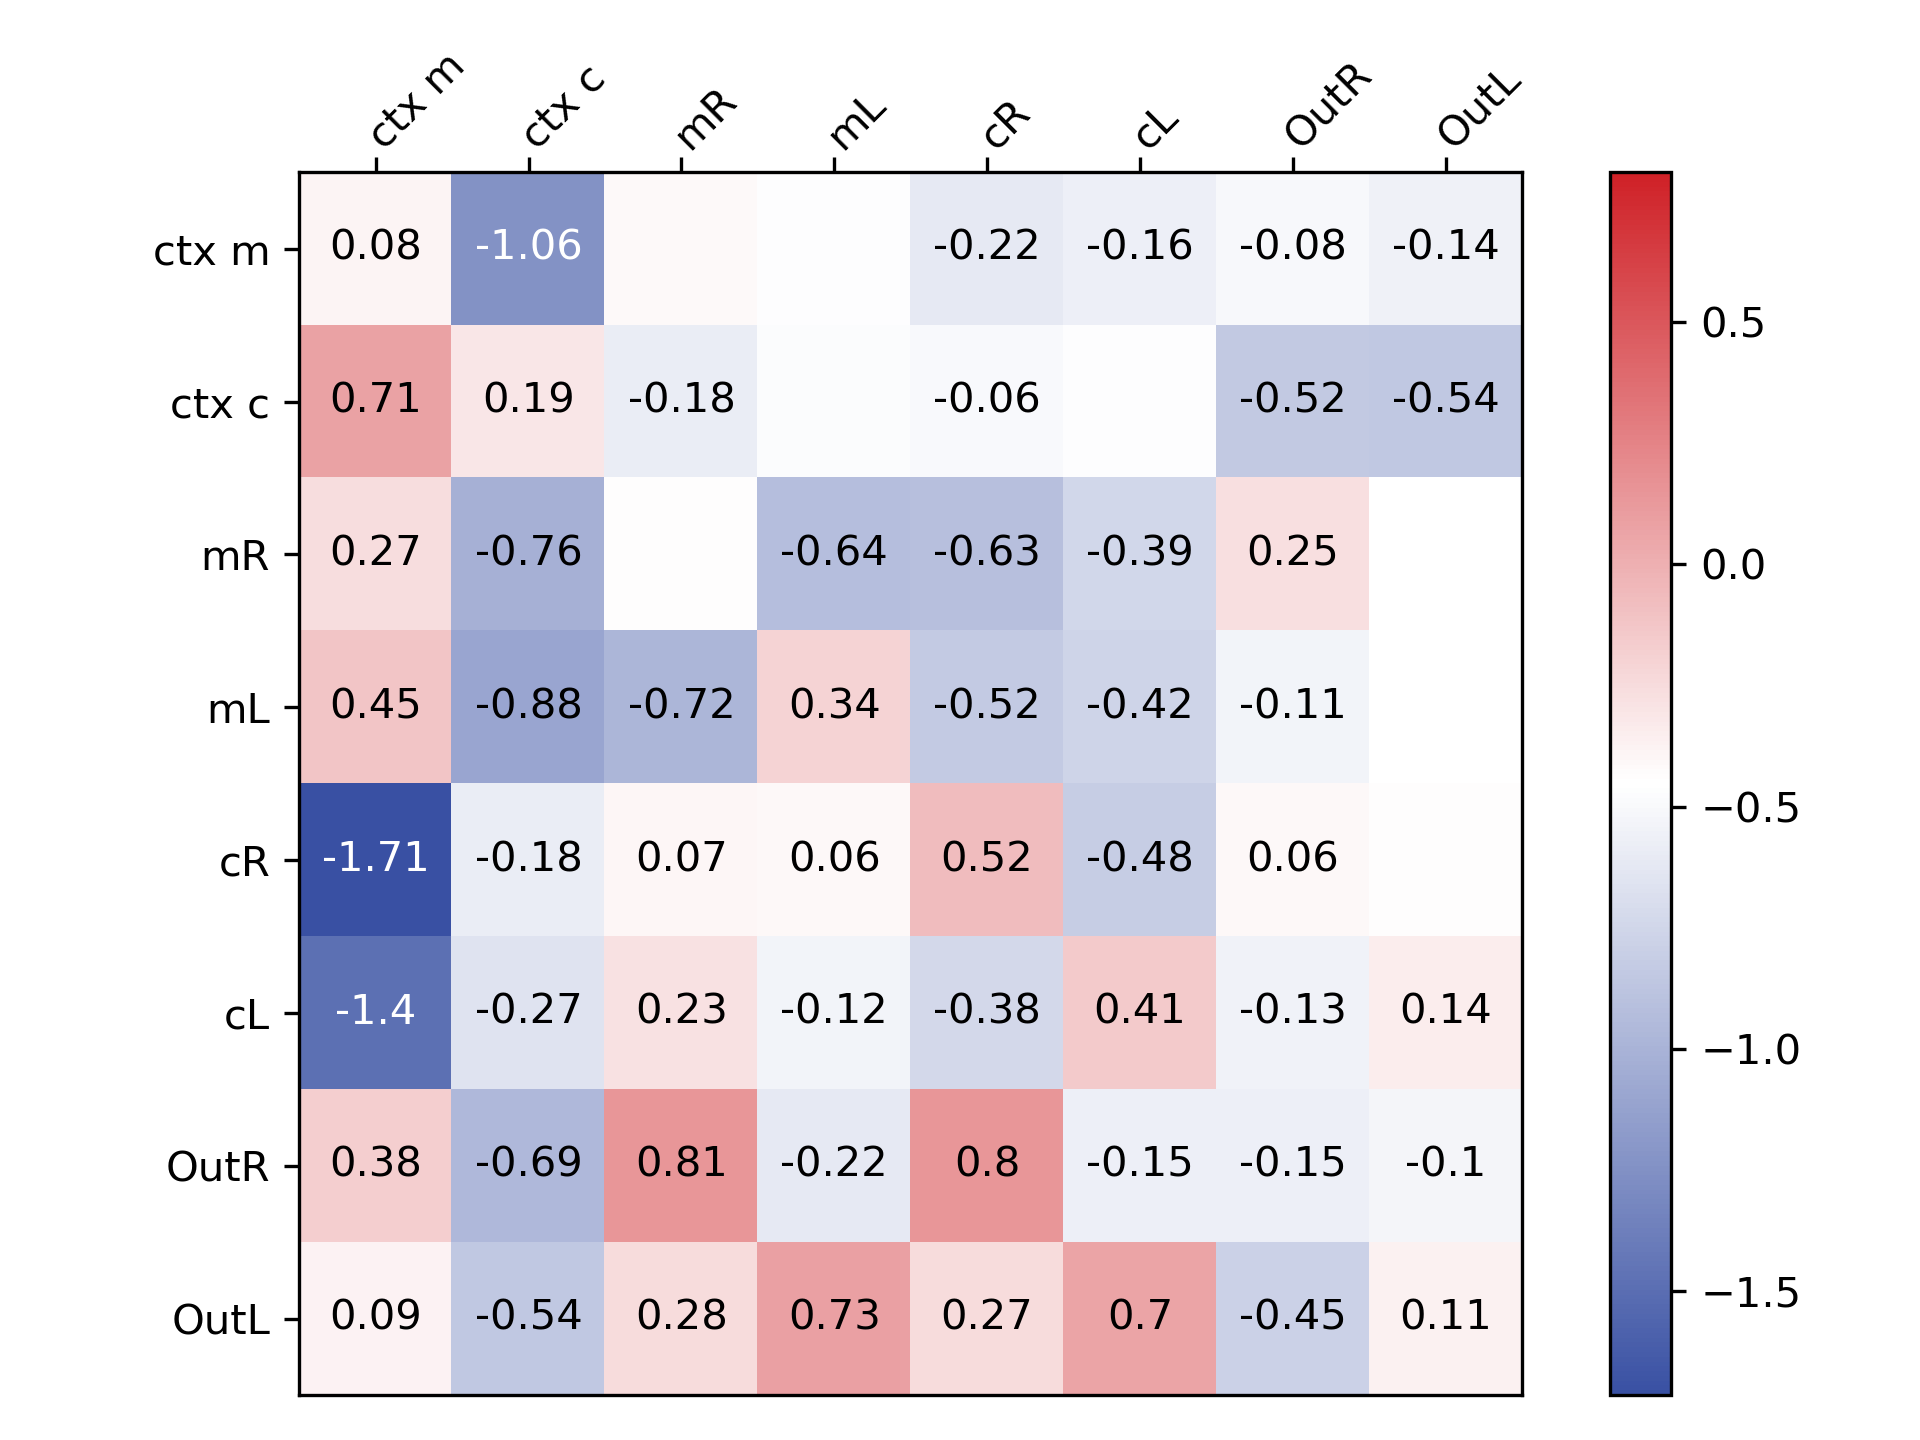 ctx m ctx c mR mL cR cL OutR OutL
ctx m 0.08 -1.06 -0.22 -0.16 -0.08 -0.14
ctx c 0.71 0.19 -0.18 -0.06 -0.52 -0.54
mR 0.27 -0.76 -0.64 -0.63 -0.39 0.25
mL 0.45 -0.88 -0.72 0.34 -0.52 -0.42 -0.11
cR -1.71 -0.18 0.07 0.06 0.52 -0.48 0.06
cL -1.4 -0.27 0.23 -0.12 -0.38 0.41 -0.13 0.14
OutR 0.38 -0.69 0.81 -0.22 0.8 -0.15 -0.15 -0.1
OutL 0.09 -0.54 0.28 0.73 0.27 0.7 -0.45 0.11
0.5
0.0
−0.5
−1.0
−1.5